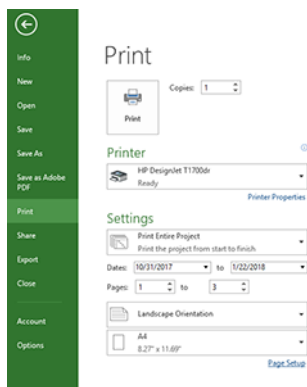 Info
New
Open
Save
Save As
Save as Adobe
PDF
Print
Share
Export
Close
Account
Options
Print
Copies: 1
Print
Printer
HP DesignJet T1700dr
Ready
Printer Properties
Settings
Print Entire Project
Print the project from start to finish
Dates: 10/31/2017 to 1/22/2018
Pages: 1 to 3
Landscape Orientation
A4
8.27" x 11.69"
Page Setup